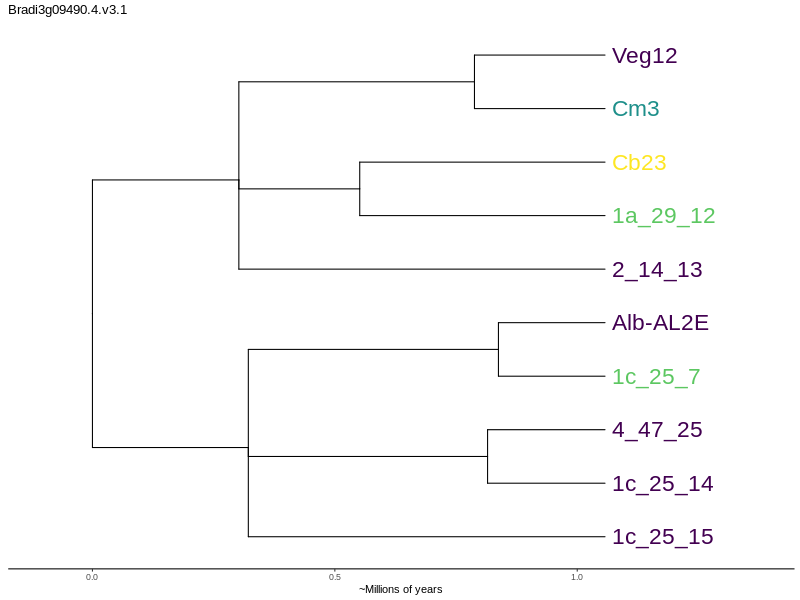 Bradi3g09490.4.v3.1
Veg12
Cm3
Cb23
1a_29_12
2_14_13
Alb-AL2E
1c_25_7
4_47_25
1c_25_14
1c_25_15
0.0 0.5 1.0
~Millions of years